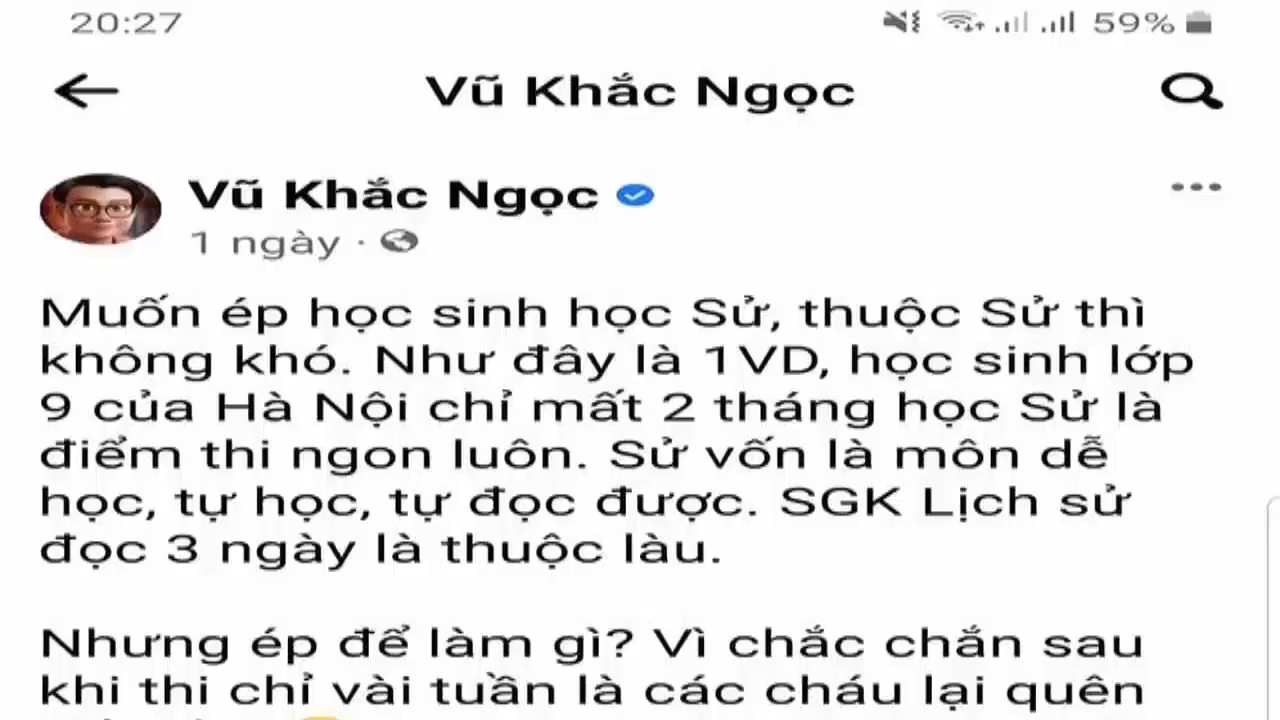 20:27
59%
Vũ Khắc Ngọc
Vũ Khắc Ngọc
1 ngày ·
Muốn ép học sinh học Sử, thuộc Sử thì
không khó. Như đây là 1VD, học sinh lớp
9 của Hà Nội chỉ mất 2 tháng học Sử là
điểm thi ngon luôn. Sử vốn là môn dễ
học, tự học, tự đọc được. SGK Lịch sử
đọc 3 ngày là thuộc làu.
Nhưng ép để làm gì? Vì chắc chắn sau
khi thi chỉ vài tuần là các cháu lại quên